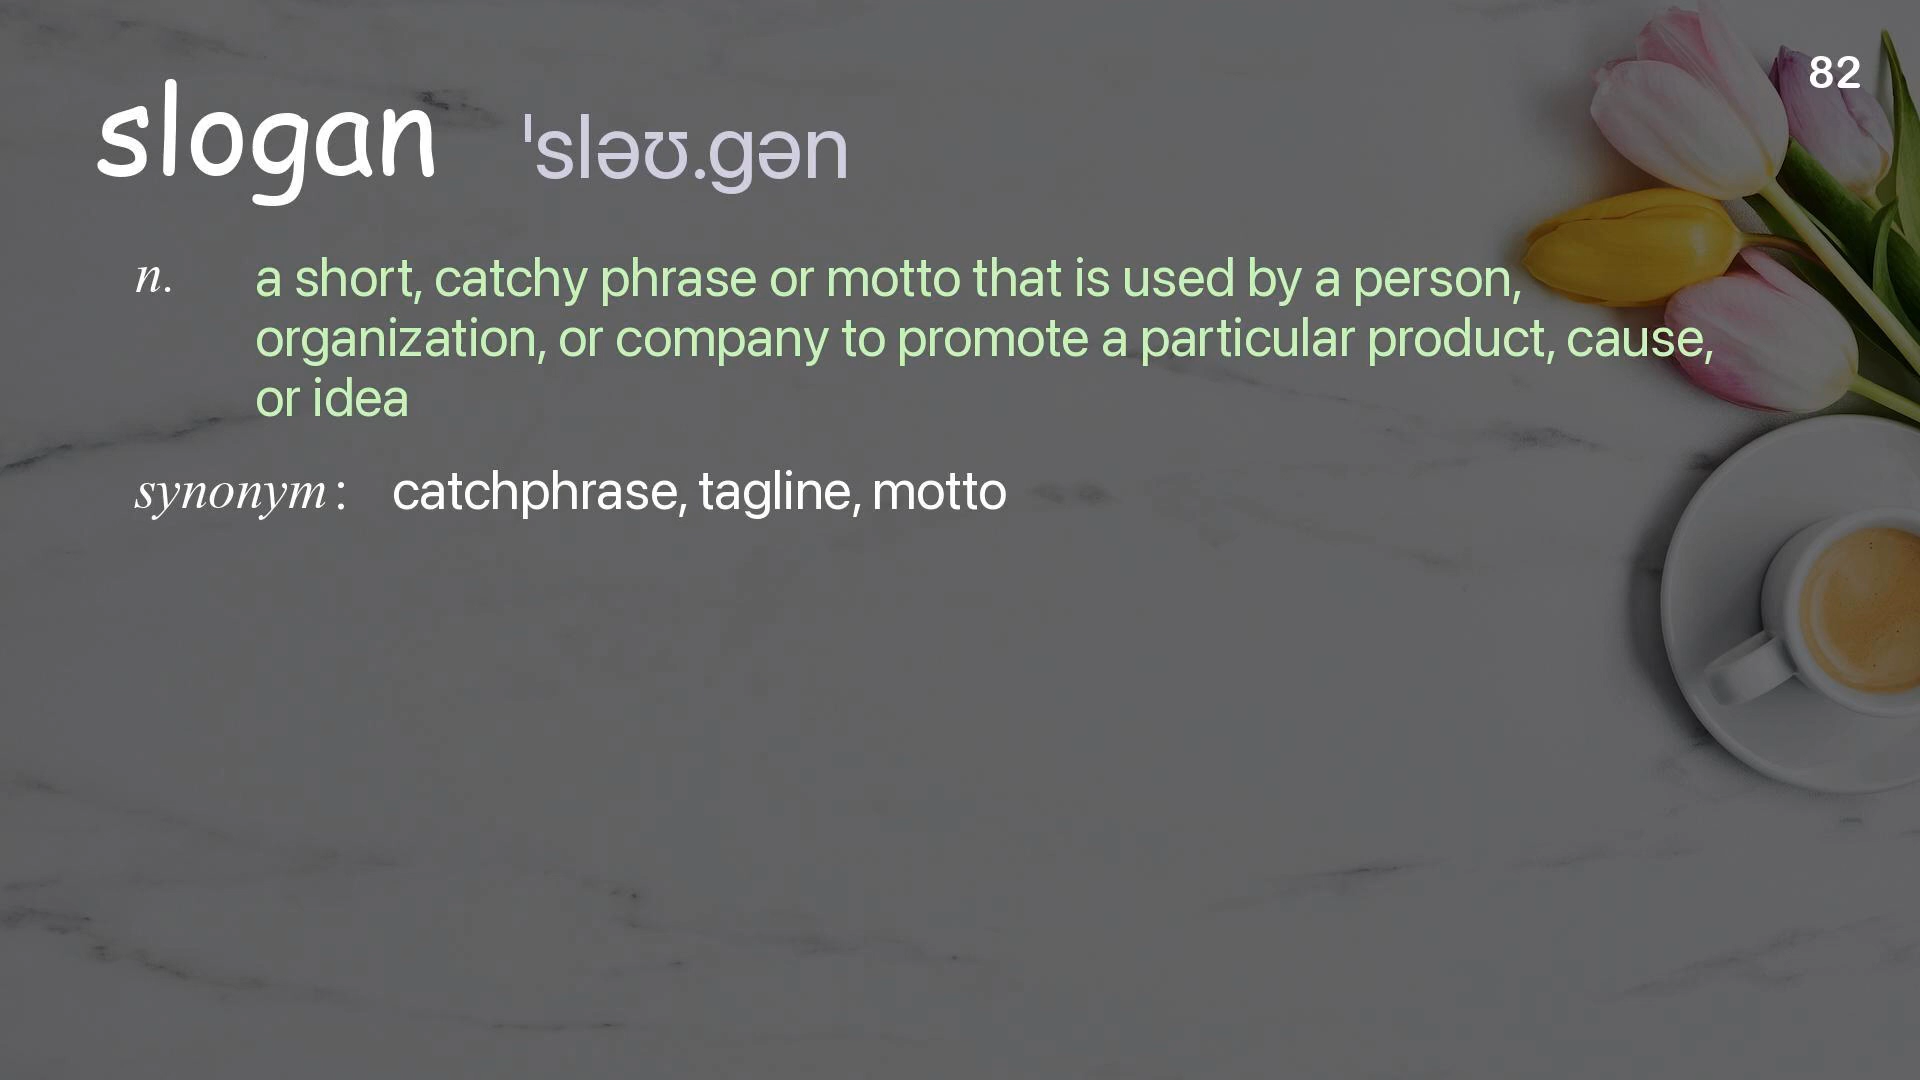 82
slogan ˈsləʊ.gən
n. a short, catchy phrase or motto that is used by a person,
organization, or company to promote a particular product, cause,
or idea
synonym: catchphrase, tagline, motto